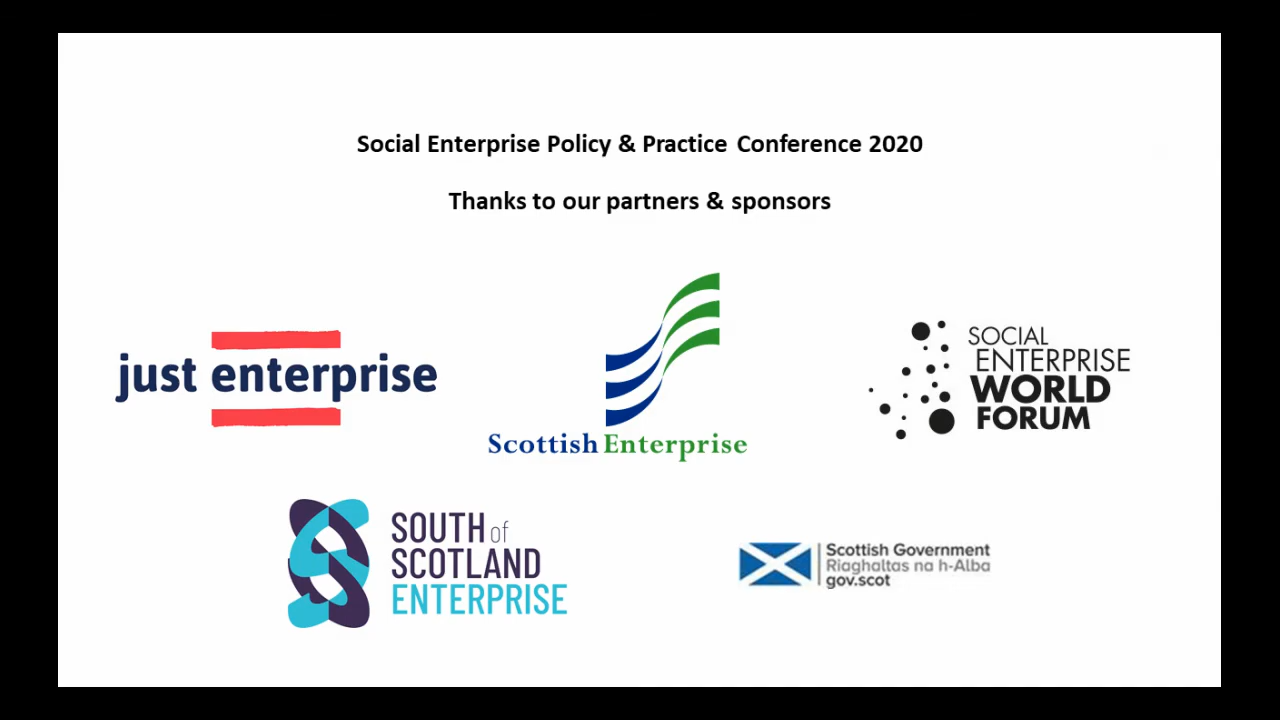 Social Enterprise Policy & Practice Conference 2020
Thanks to our partners & sponsors
just enterprise
Scottish Enterprise
SOCIAL
ENTERPRISE
WORLD
FORUM
SOUTH of
SCOTLAND
ENTERPRISE
Scottish Government
Riaghaltas na h-Alba
gov.scot